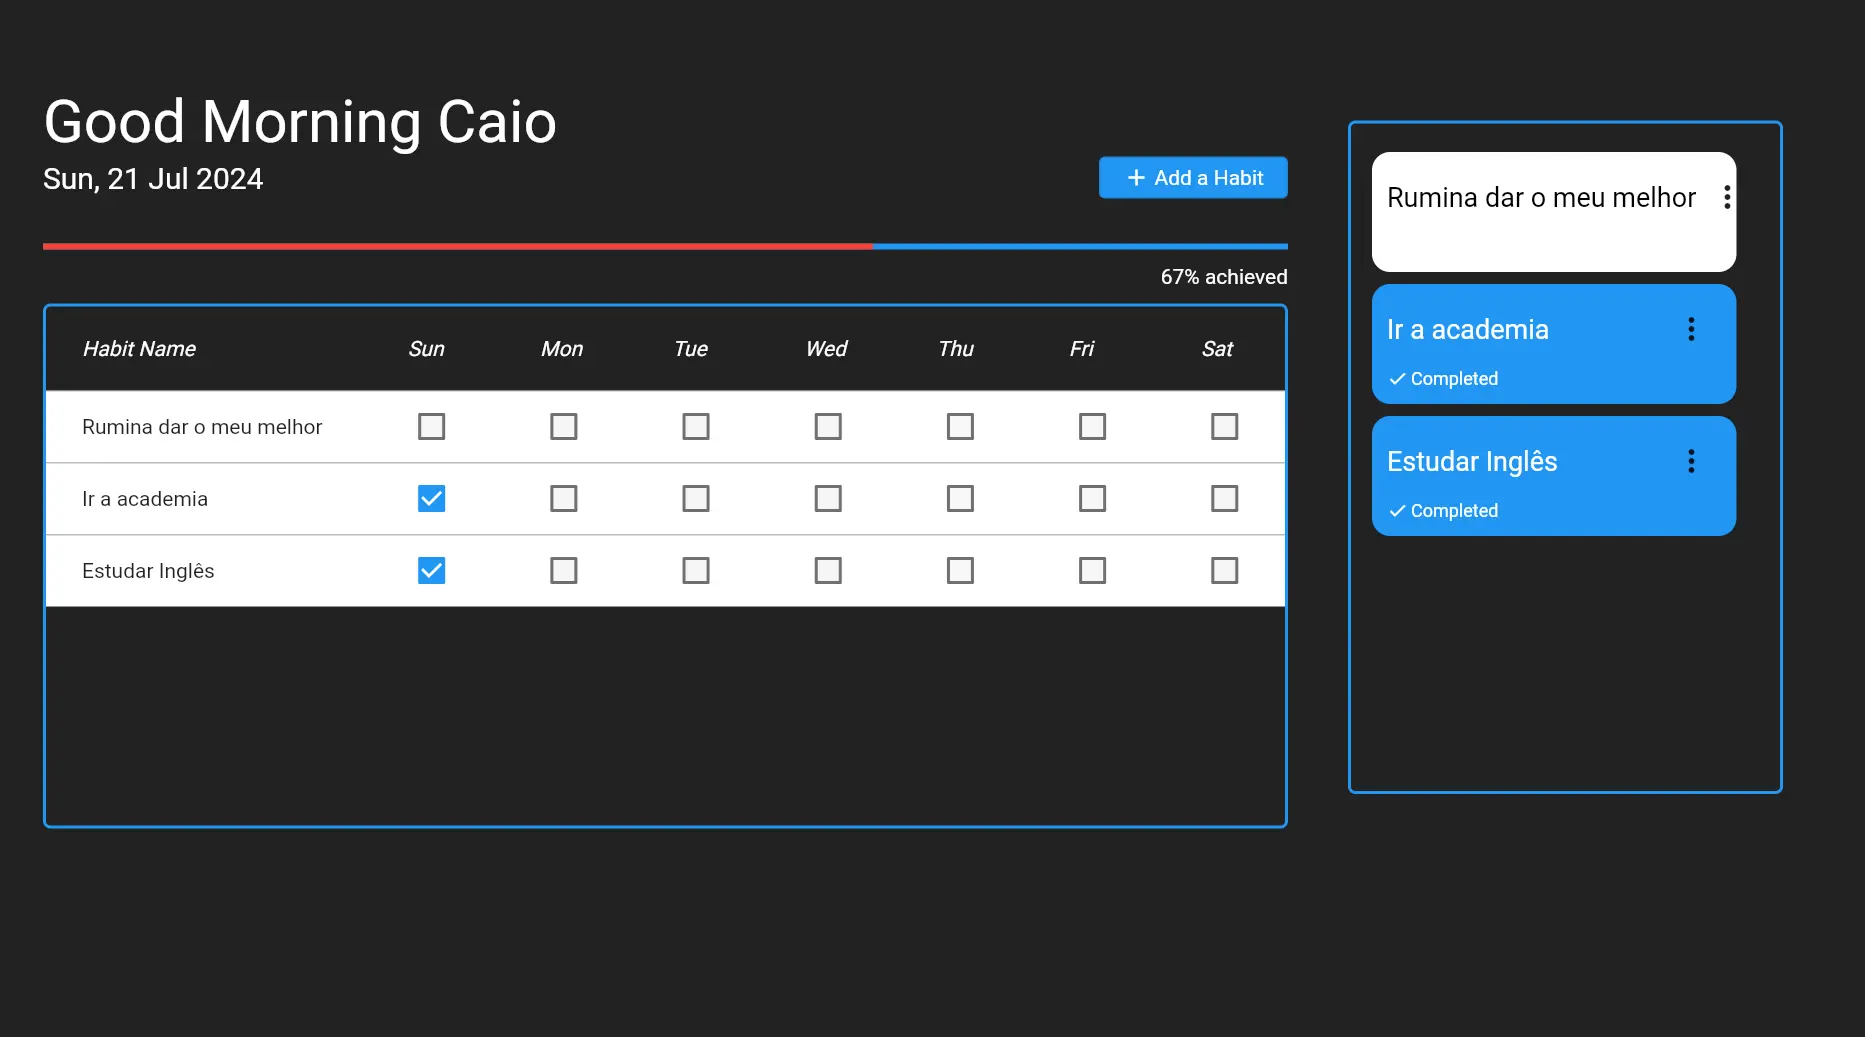 Good Morning Caio
Sun, 21 Jul 2024
Add a Habit
67% achieved
Habit Name Sun Mon Tue Wed Thu Fri Sat
Rumina dar o meu melhor
Ir a academia
Estudar Inglês
Rumina dar o meu melhor
Ir a academia
Completed
Estudar Inglês
Completed